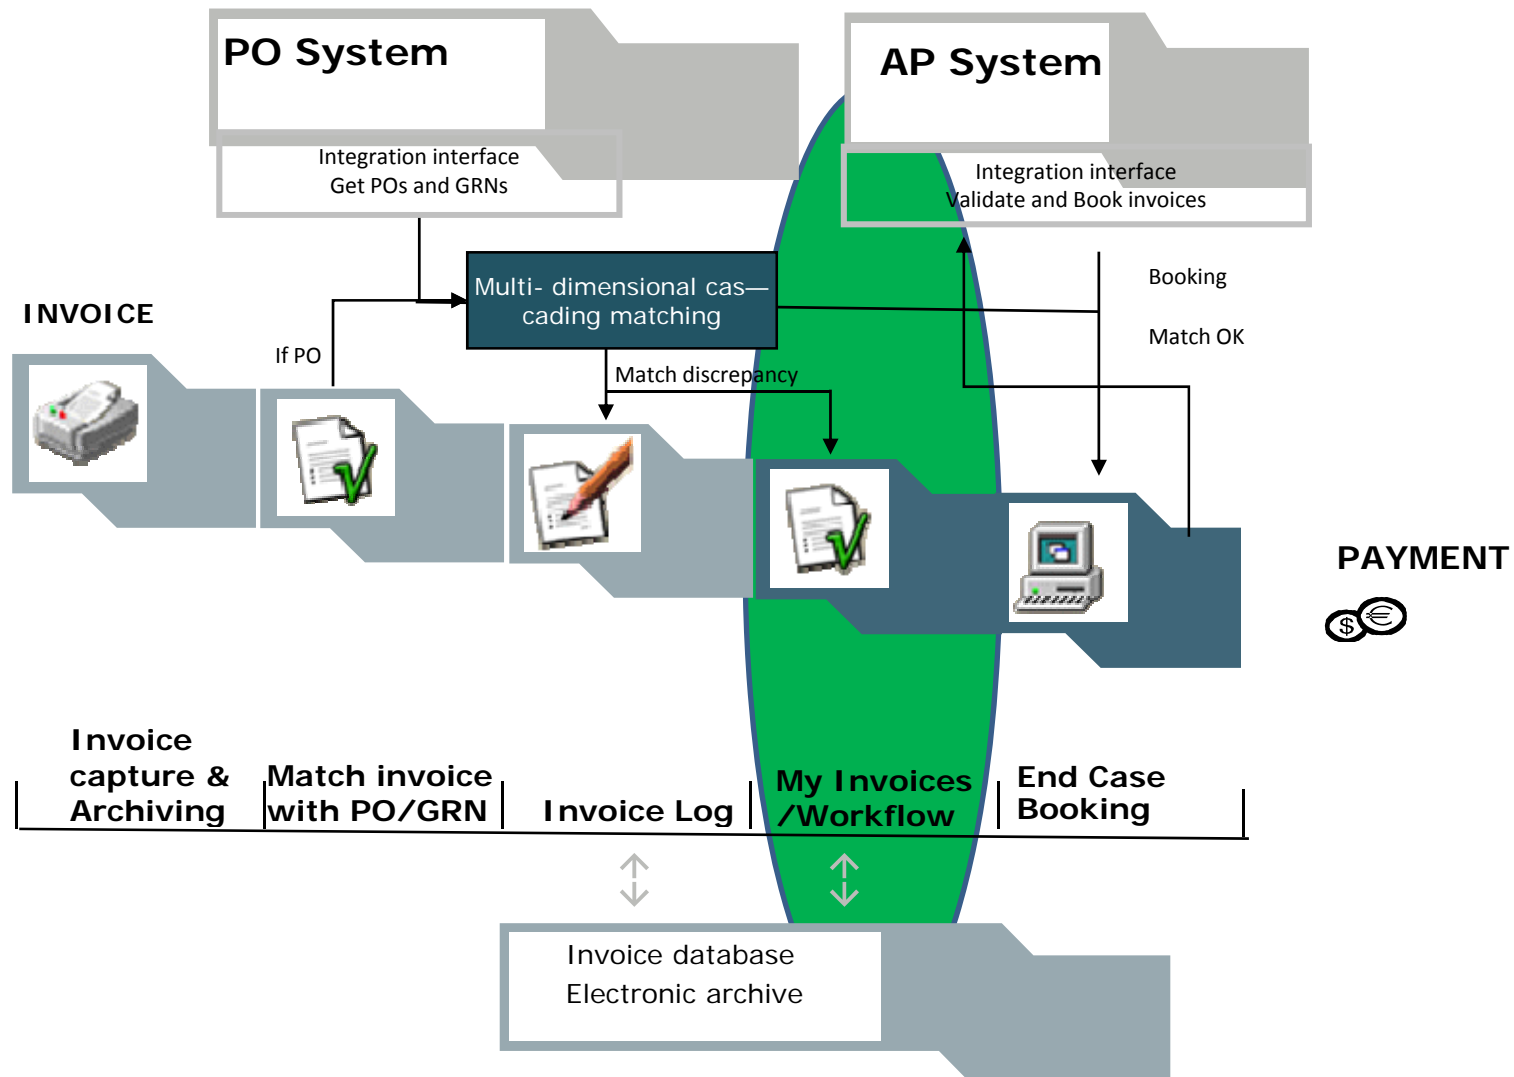 PO System
AP System
Integration interface
Get POs and GRNs
Integration interface
Validate and Book invoices
Multi- dimensional cas—
cading matching
Booking
INVOICE
Match OK
If PO
Match discrepancy
PAYMENT
$ €
Invoice
capture &
Archiving
Match invoice
with PO/GRN
Invoice Log
My Invoices
/Workflow
End Case
Booking
Invoice database
Electronic archive